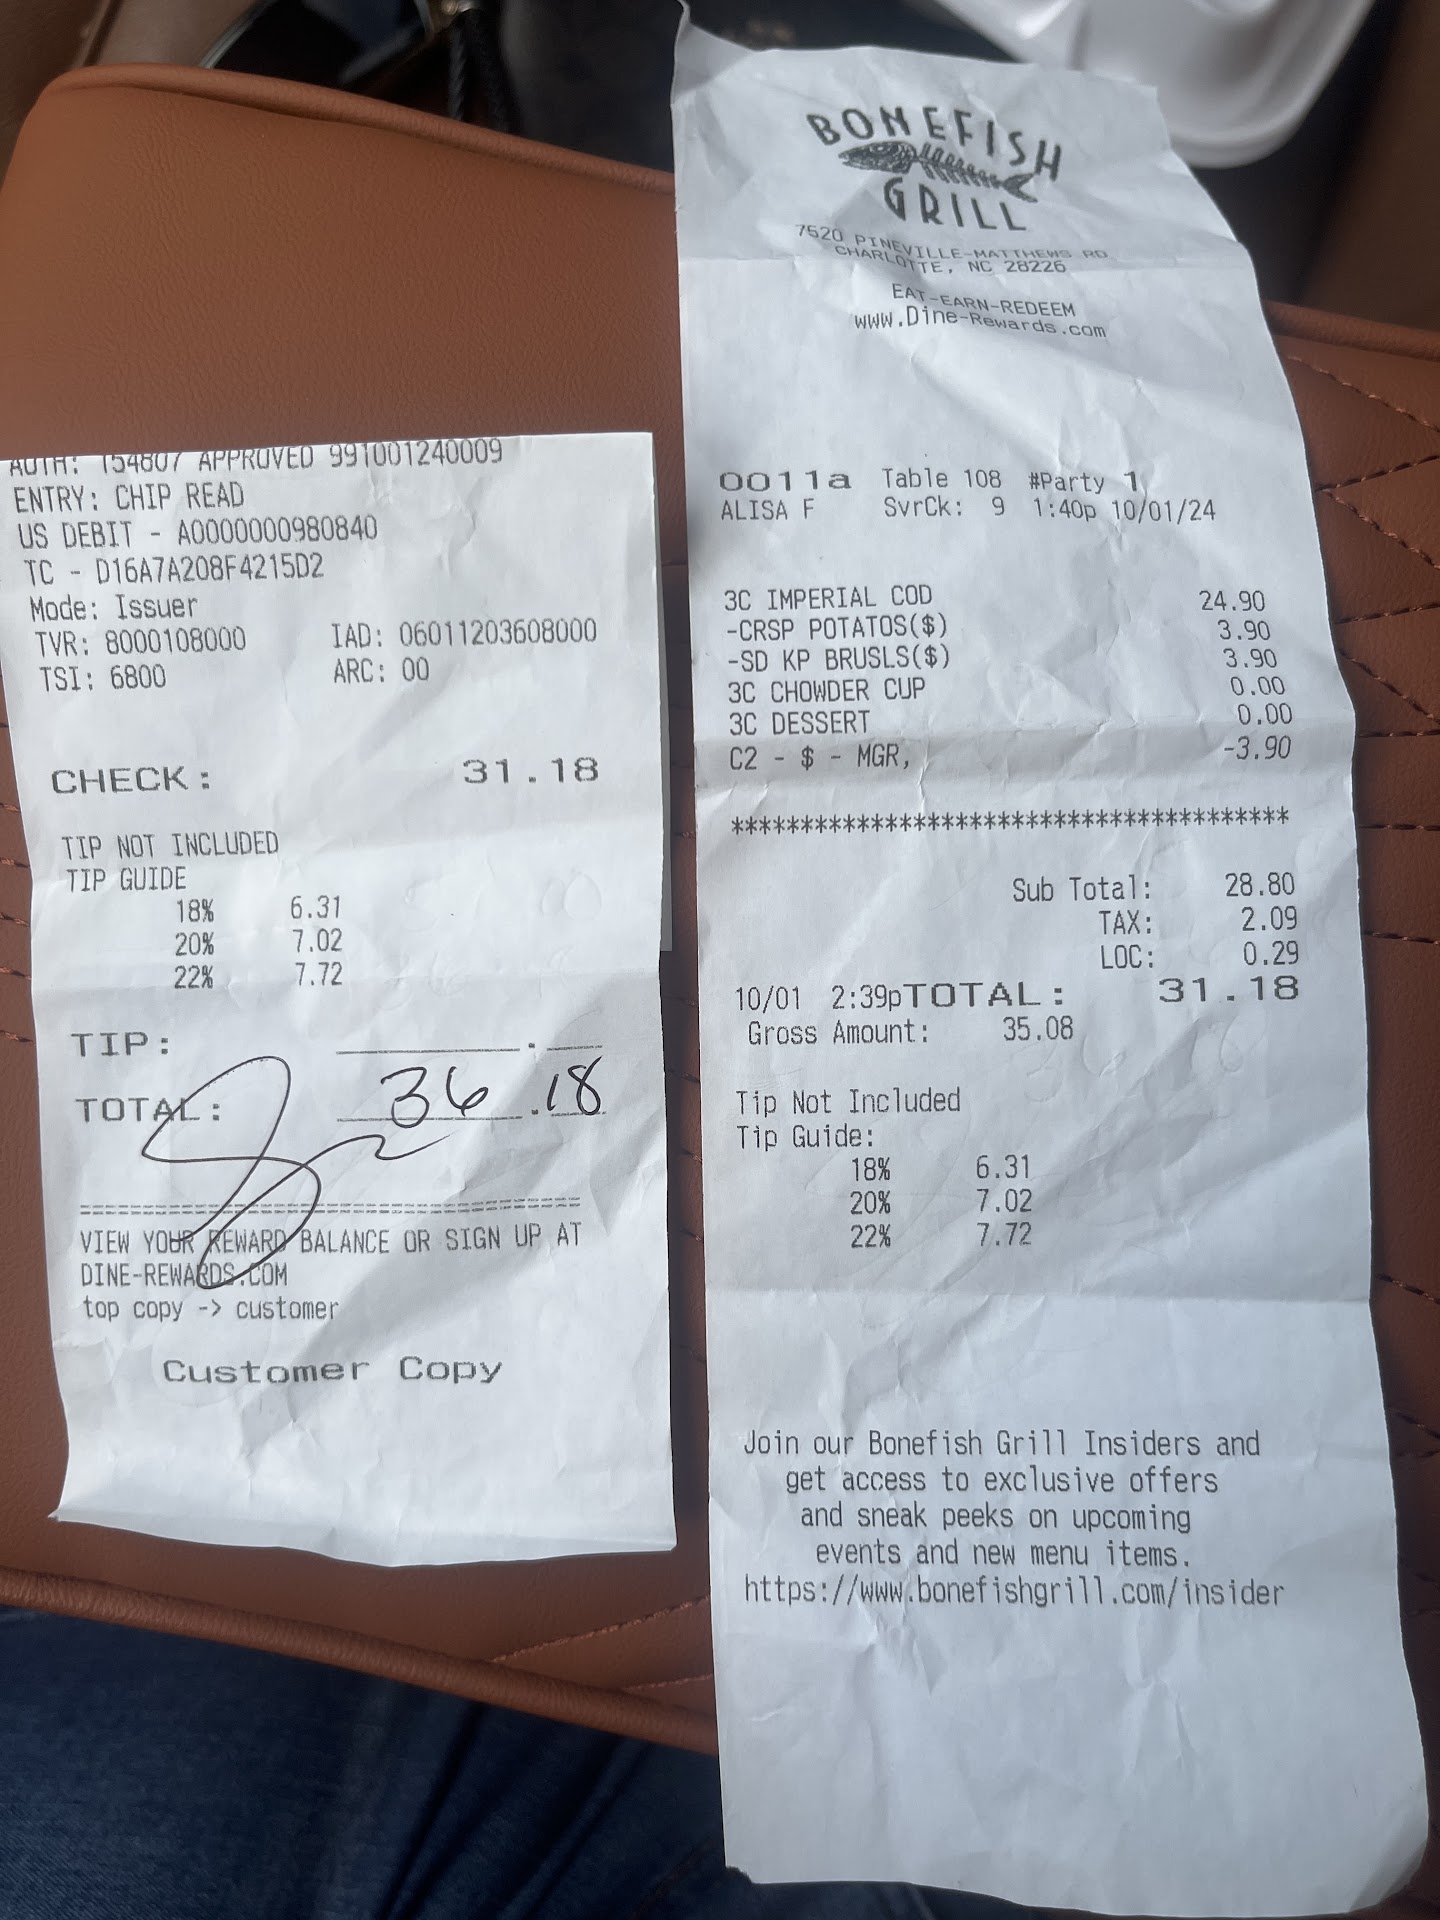 AUTH: 154807 APPROVED 991001240009
ENTRY: CHIP READ
US DEBIT - A0000000980840
TC - D16A7A208F4215D2
Mode: Issuer
TVR: 8000108000 IAD: 06011203608000
TSI: 6800 ARC: 00
CHECK: 31.18
TIP NOT INCLUDED
TIP GUIDE
18% 6.31
20% 7.02
22% 7.72
TIP: ________.___
TOTAL: 36.18
VIEW YOUR REWARD BALANCE OR SIGN UP AT
DINE-REWARDS.COM
top copy -> customer
Customer Copy
BONEFISH
GRILL
7520 PINEVILLE-MATTHEWS RD
CHARLOTTE, NC 28226
EAT-EARN-REDEEM
www.Dine-Rewards.com
0011a Table 108 #Party 1
ALISA F SvrCk: 9 1:40p 10/01/24
3C IMPERIAL COD 24.90
-CRSP POTATOS($) 3.90
-SD KP BRUSLS($) 3.90
3C CHOWDER CUP 0.00
3C DESSERT 0.00
C2 - $ - MGR, -3.90
****************************************
Sub Total: 28.80
TAX: 2.09
LOC: 0.29
10/01 2:39pTOTAL: 31.18
Gross Amount: 35.08
Tip Not Included
Tip Guide:
18% 6.31
20% 7.02
22% 7.72
Join our Bonefish Grill Insiders and
get access to exclusive offers
and sneak peeks on upcoming
events and new menu items.
https://www.bonefishgrill.com/insider